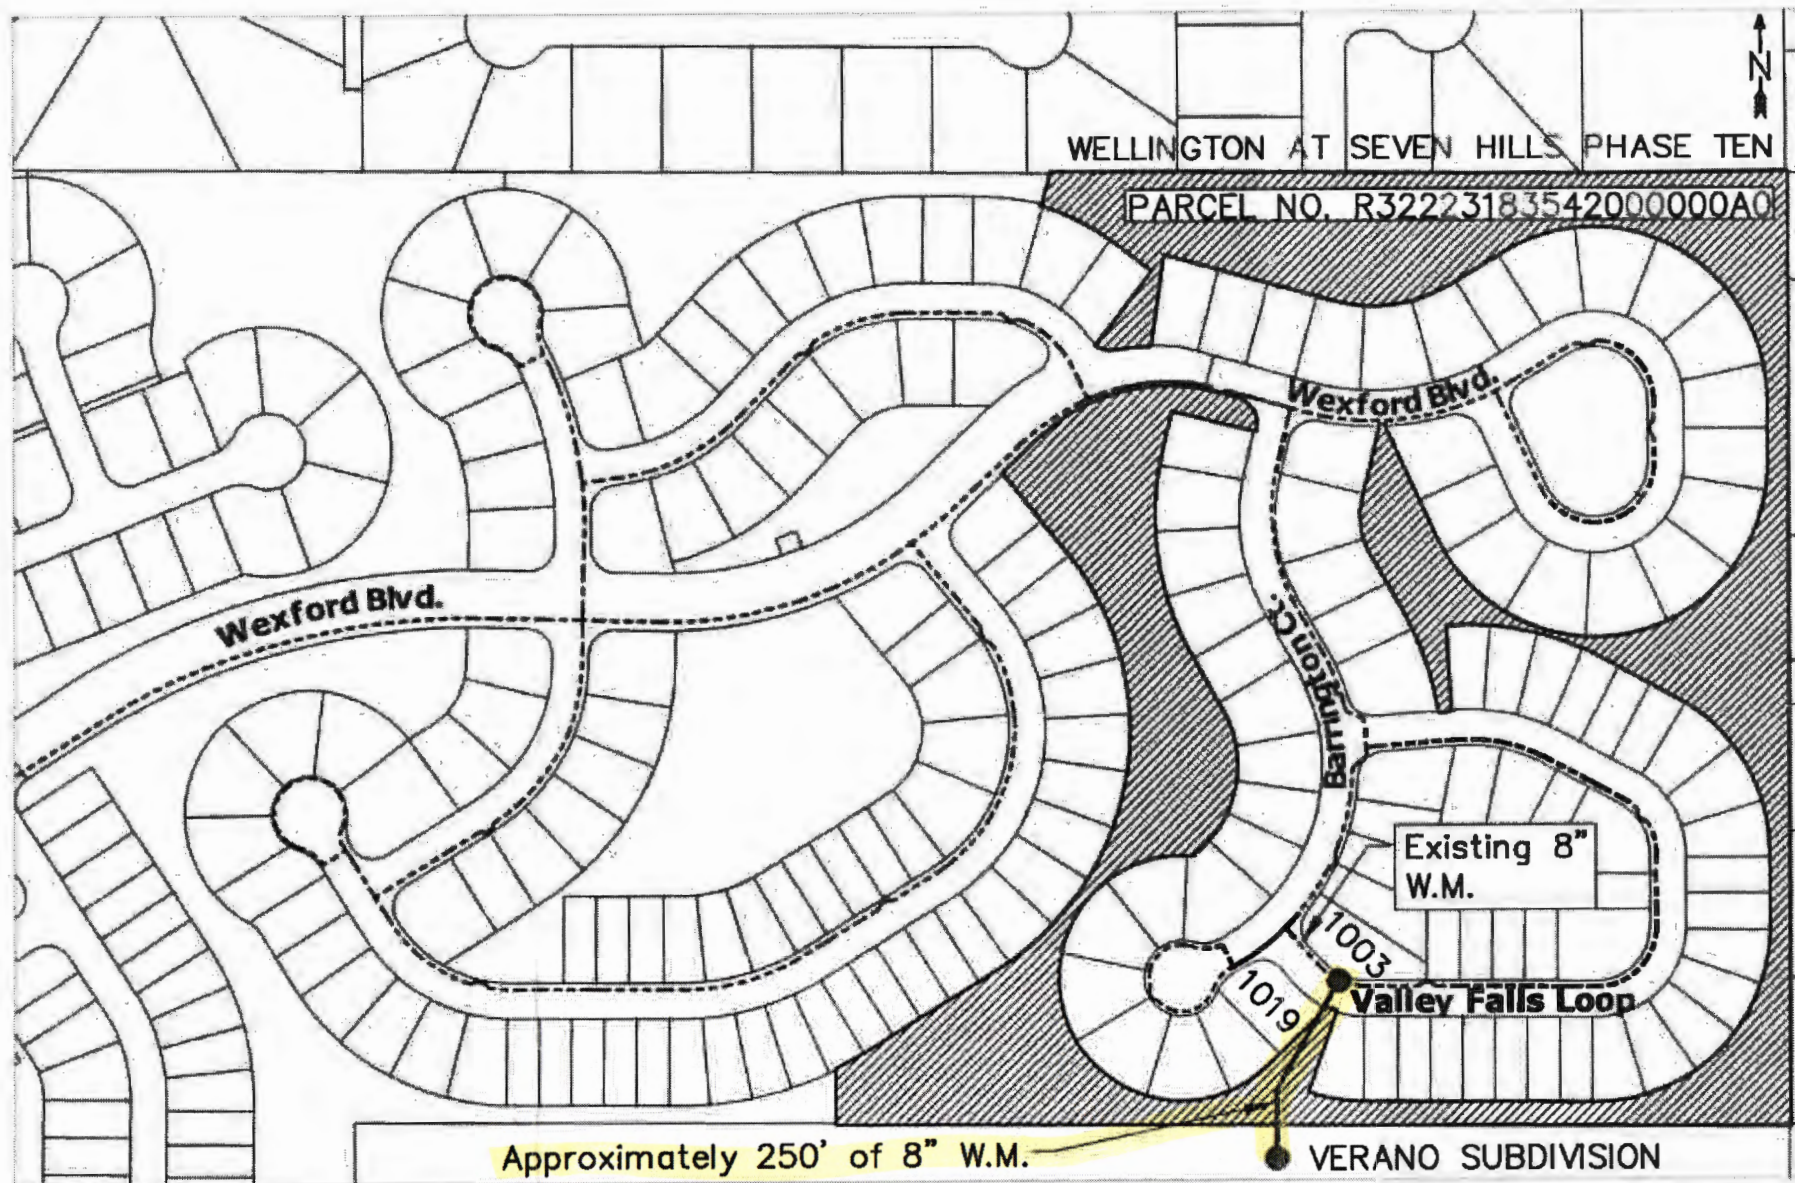 N
WELLINGTON AT SEVEN HILLS PHASE TEN
PARCEL NO. R32223183542000000A0
Wexford Blvd.
Wexford Blvd.
Barrington Ci.
Existing 8”
W.M.
1003
1019
Valley Falls Loop
Approximately 250' of 8” W.M.
VERANO SUBDIVISION